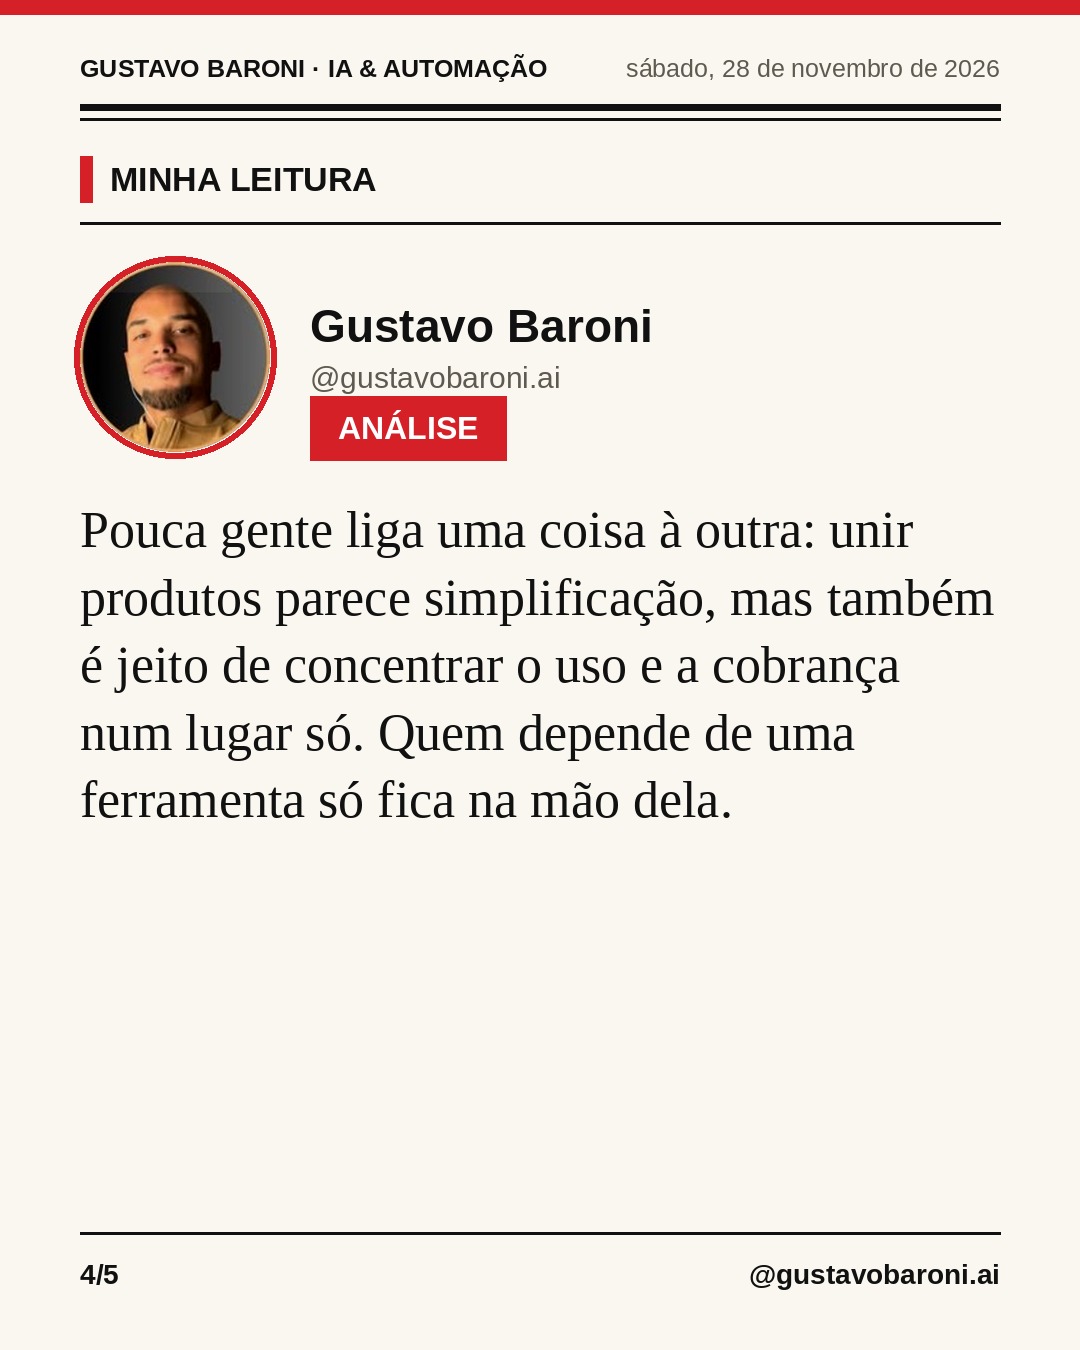 GUSTAVO BARONI · IA & AUTOMAÇÃO
sábado, 28 de novembro de 2026
MINHA LEITURA
Gustavo Baroni
@gustavobaroni.ai
ANÁLISE
Pouca gente liga uma coisa à outra: unir
produtos parece simplificação, mas também
é jeito de concentrar o uso e a cobrança
num lugar só. Quem depende de uma
ferramenta só fica na mão dela.
4/5
@gustavobaroni.ai